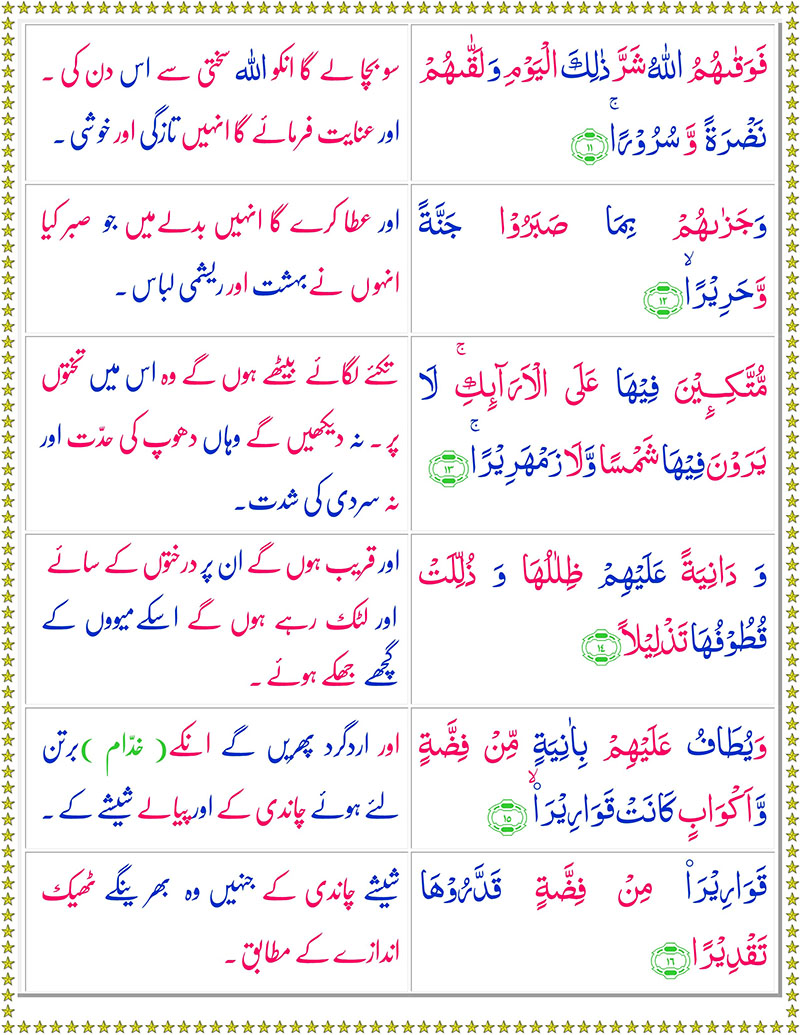 فَوَقٰىهُمُ اللّٰهُ شَرَّ ذٰلِكَ الْيَوْمِ وَلَقّٰىهُمْ
نَضْرَةً وَّ سُرُوْرًا ۚ ١١
سو بچا لے گا انکو اللہ سختی سے اس دن کی ۔
اور عنایت فرمائے گا انہیں تازگی اور خوشی ۔
وَجَزٰىهُمْ بِمَا صَبَرُوْا جَنَّةً
وَّحَرِيْرًا ۙ ١٢
اور عطا کرے گا انہیں بدلے میں جو صبر کیا
انہوں نے بہشت اور ریشمی لباس ۔
مُّتَّكِـِٕيْنَ فِيْهَا عَلَى الْاَرَآىِٕكِ ۚ لَا
يَرَوْنَ فِيْهَا شَمْسًا وَّلَا زَمْهَرِيْرًا ۚ ١٣
تکئے لگائے بیٹھے ہوں گے وہ اس میں تختوں
پر ۔ نہ دیکھیں گے وہاں دھوپ کی حدّت اور
نہ سردی کی شدت۔
وَ دَانِيَةً عَلَيْهِمْ ظِلٰلُهَا وَ ذُلِّلَتْ
قُطُوْفُهَا تَذْلِيْلًا ١٤
اور قریب ہوں گے ان پر درختوں کے سائے
اور لٹک رہے ہوں گے اسکے میووں کے
گچھے جھکے ہوئے ۔
وَيُطَافُ عَلَيْهِمْ بِاٰنِيَةٍ مِّنْ فِضَّةٍ
وَّاَكْوَابٍ كَانَتْ قَوَارِيْرَا۠ ۙ ١٥
اور اردگرد پھریں گے انکے ( خدّام ) برتن
لئے ہوئے چاندی کے اور پیالے شیشے کے ۔
قَوَارِيْرَا۠ مِنْ فِضَّةٍ قَدَّرُوْهَا
تَقْدِيْرًا ١٦
شیشے چاندی کے جنہیں وہ بھرینگے ٹھیک
اندازے کے مطابق ۔